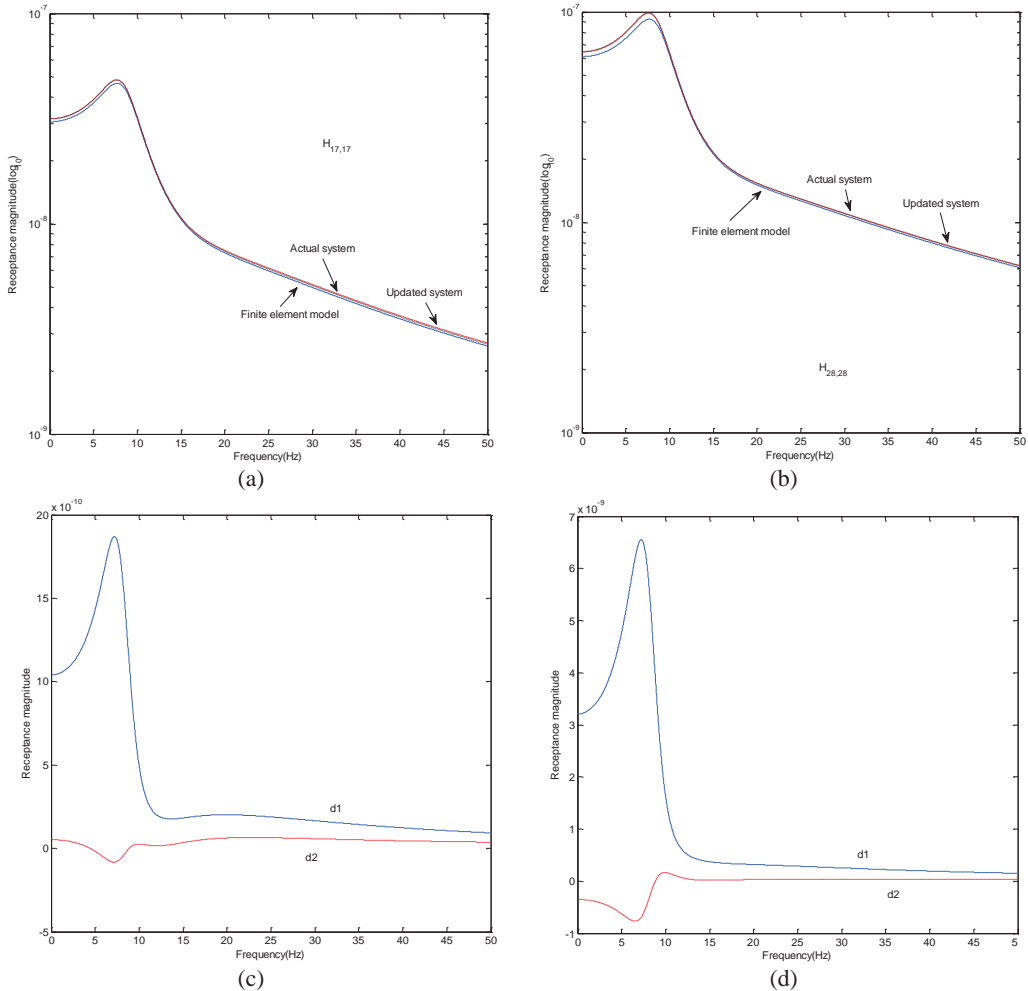 10^-7
10^-8
10^-9
Receptance magnitude(log_10)
H_17,17
Actual system
Updated system
Finite element model
0 5 10 15 20 25 30 35 40 45 50
Frequency(Hz)
(a)
10^-7
10^-8
10^-9
Receptance magnitude(log_10)
Actual system
Updated system
Finite element model
H_28,28
0 5 10 15 20 25 30 35 40 45 50
Frequency(Hz)
(b)
x 10^-10
20
15
10
5
0
-5
Receptance magnitude
d1
d2
0 5 10 15 20 25 30 35 40 45 50
Frequency(Hz)
(c)
x 10^-9
7
6
5
4
3
2
1
0
-1
Receptance magnitude
d1
d2
0 5 10 15 20 25 30 35 40 45 5
Frequency(Hz)
(d)